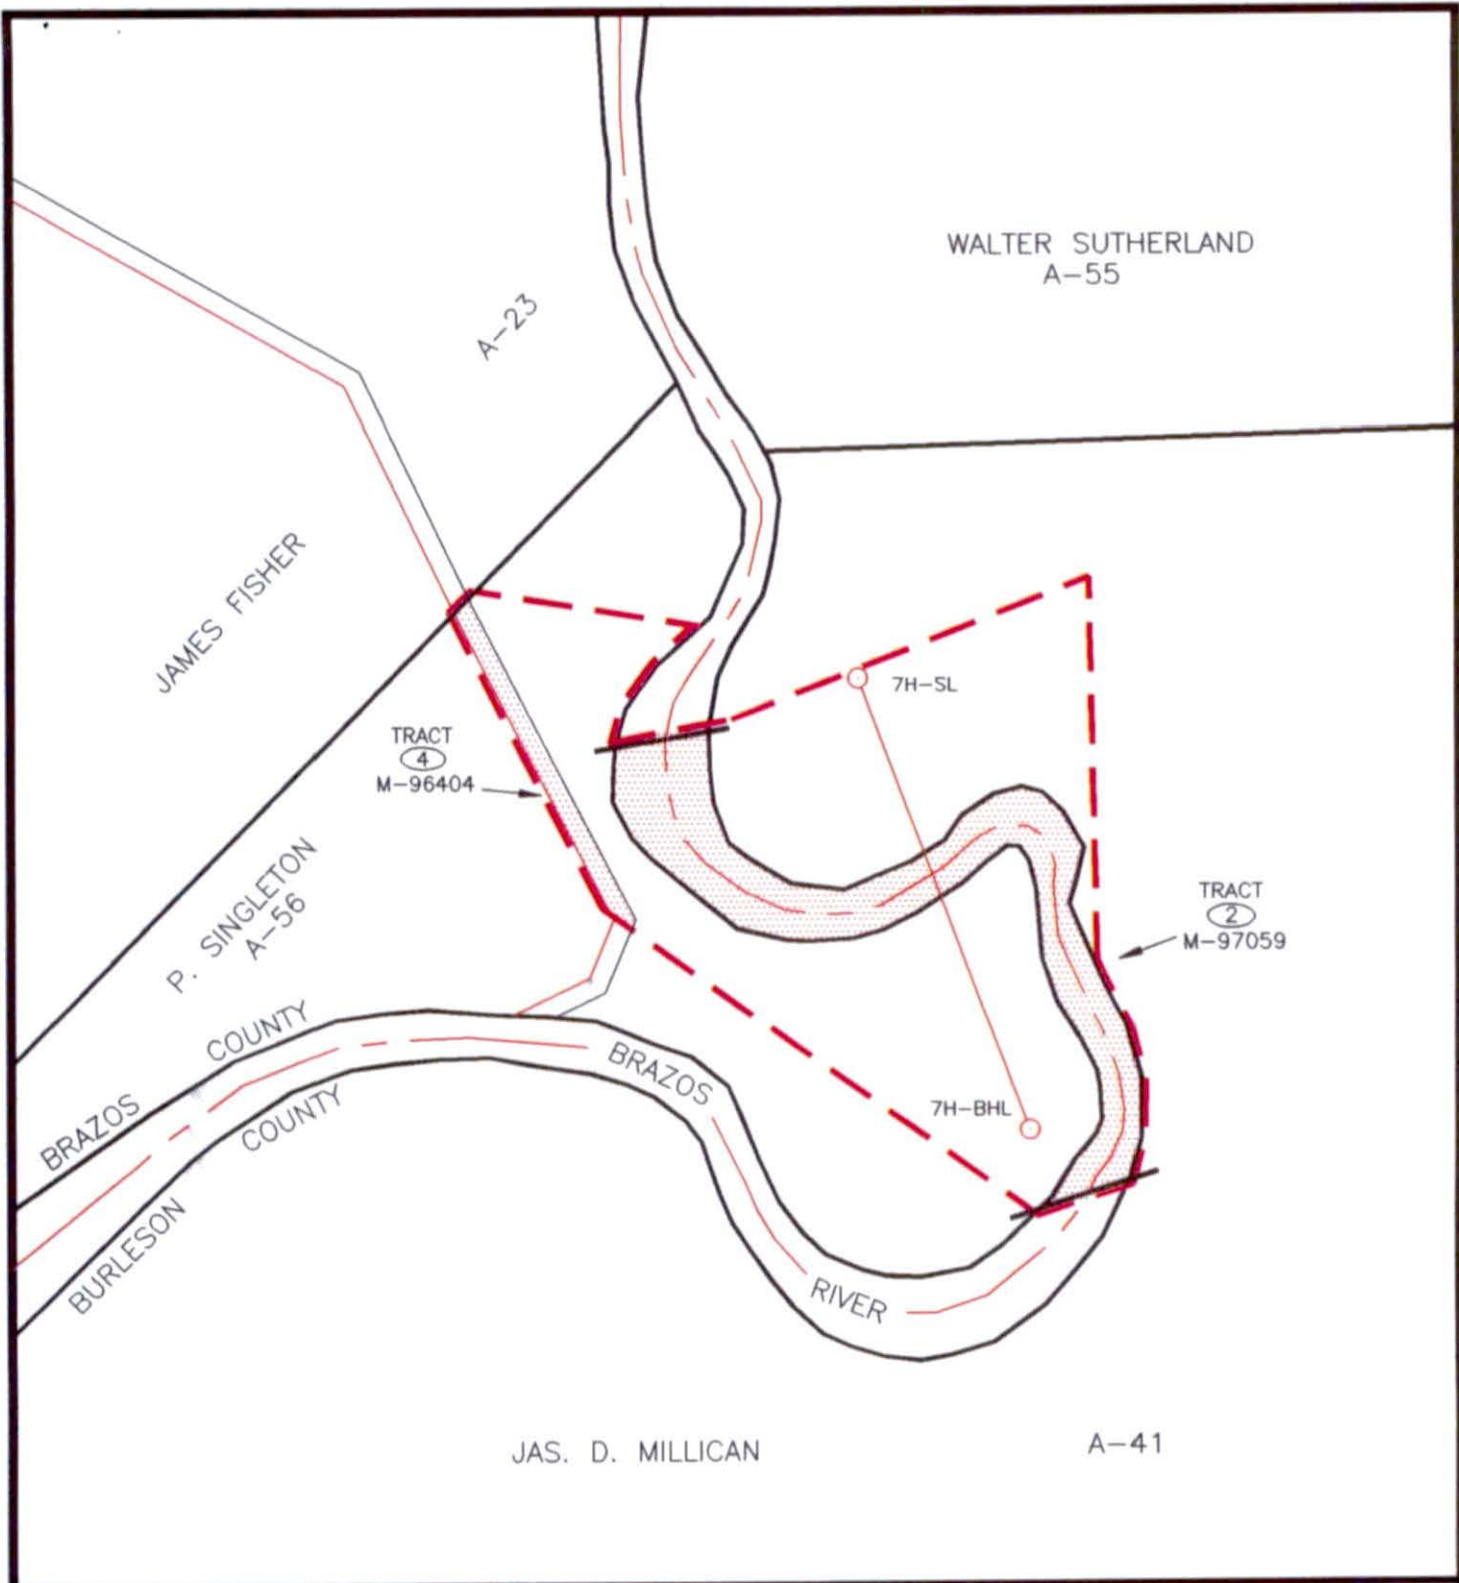 WALTER SUTHERLAND
A-55
A-23
JAMES FISHER
7H-SL
TRACT
4
M-96404
P. SINGLETON
A-56
TRACT
2
M-97059
BRAZOS COUNTY
BURLESON COUNTY
BRAZOS RIVER
7H-BHL
JAS. D. MILLICAN
A-41